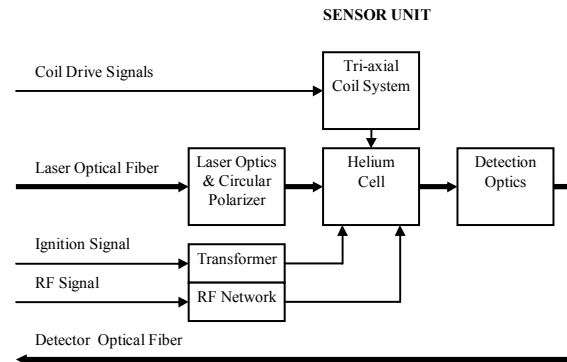 SENSOR UNIT
Coil Drive Signals
Tri-axial
Coil System
Laser Optical Fiber
Laser Optics
& Circular
Polarizer
Helium
Cell
Detection
Optics
Ignition Signal
Transformer
RF Signal
RF Network
Detector Optical Fiber